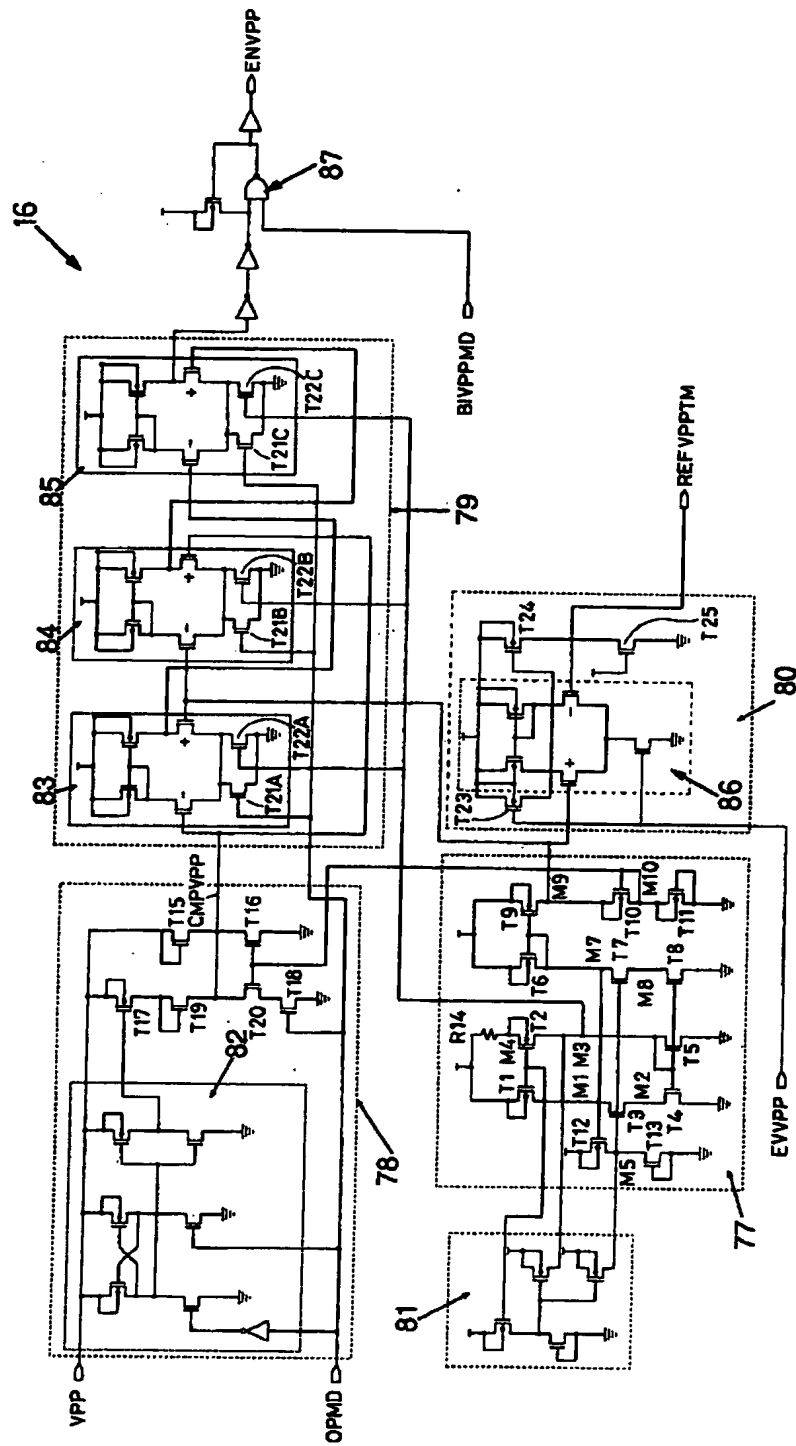 16
ENVPP
87
BIVPPMD
85
T22C
T21C
79
84
T22B
T21B
83
T22A
T21A
REFVPPTM
T24
T25
80
T23
86
CMPVPP
T15
T16
T17
T19
T18
T20
82
78
VPP
OPMD
R14
T9
M9
M10
T10
T11
T6
M7
T7
T8
M8
T2
M4
T1
M3
M1
M2
T5
T3
T4
T12
T13
M5
77
81
EVVPP